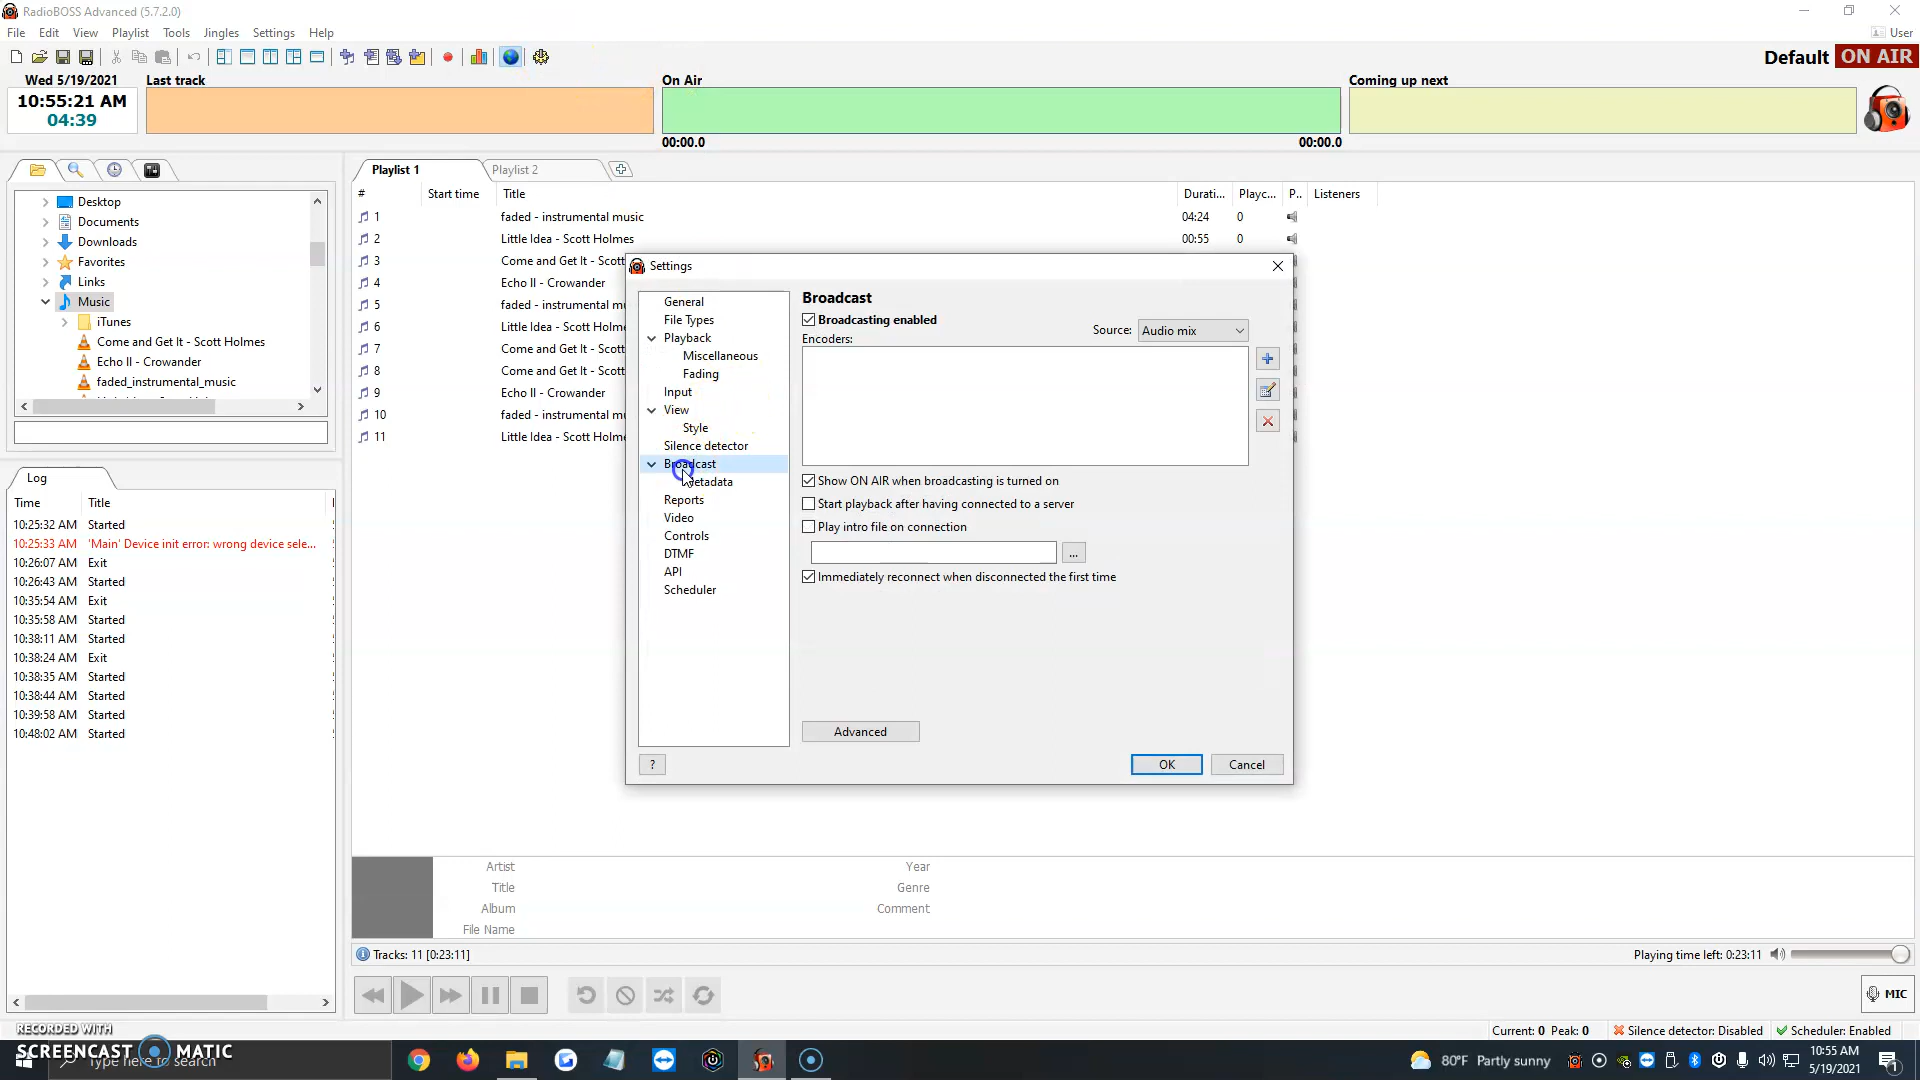 RadioBOSS Advanced (5.7.2.0)
File Edit View Playlist Tools Jingles Settings Help
User
Default ON AIR
Wed 5/19/2021
10:55:21 AM
04:39
Last track
On Air
00:00.0 00:00.0
Coming up next
Desktop
Documents
Downloads
Favorites
Links
Music
iTunes
Come and Get It - Scott Holmes
Echo II - Crowander
faded_instrumental_music
Playlist 1 Playlist 2
# Start time Title Durati... Playc... P.. Listeners
1 faded - instrumental music 04:24 0
2 Little Idea - Scott Holmes 00:55 0
3 Come and Get It - Scott
4 Echo II - Crowander
5 faded - instrumental mu
6 Little Idea - Scott Holme
7 Come and Get It - Scott
8 Come and Get It - Scott
9 Echo II - Crowander
10 faded - instrumental mu
11 Little Idea - Scott Holme
Settings
General
File Types
Playback
Miscellaneous
Fading
Input
View
Style
Silence detector
Broadcast
etadata
Reports
Video
Controls
DTMF
API
Scheduler
?
Broadcast
Broadcasting enabled
Source: Audio mix
Encoders:
Show ON AIR when broadcasting is turned on
Start playback after having connected to a server
Play intro file on connection
...
Immediately reconnect when disconnected the first time
Advanced
OK Cancel
Log
Time Title
10:25:32 AM Started
10:25:33 AM 'Main' Device init error: wrong device sele...
10:26:07 AM Exit
10:26:43 AM Started
10:35:54 AM Exit
10:35:58 AM Started
10:38:11 AM Started
10:38:24 AM Exit
10:38:35 AM Started
10:38:44 AM Started
10:39:58 AM Started
10:48:02 AM Started
Artist Year
Title Genre
Album Comment
File Name
Tracks: 11 [0:23:11]
Playing time left: 0:23:11
MIC
Current: 0 Peak: 0 Silence detector: Disabled Scheduler: Enabled
RECORDED WITH
SCREENCAST MATIC
Type here to search
80°F Partly sunny
10:55 AM
5/19/2021
1